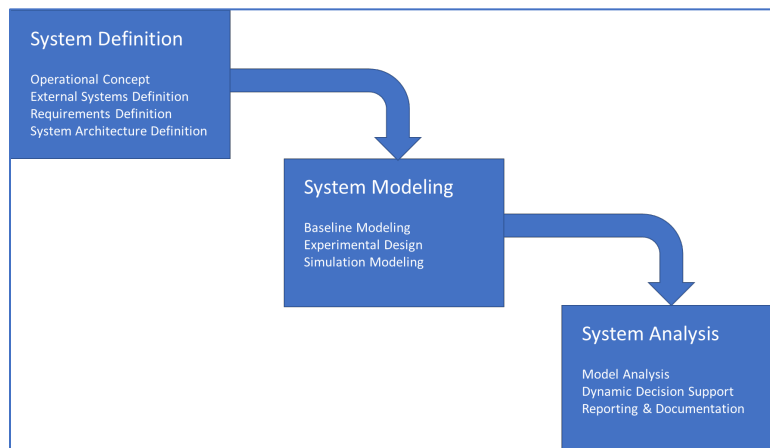 System Definition
Operational Concept
External Systems Definition
Requirements Definition
System Architecture Definition
System Modeling
Baseline Modeling
Experimental Design
Simulation Modeling
System Analysis
Model Analysis
Dynamic Decision Support
Reporting & Documentation